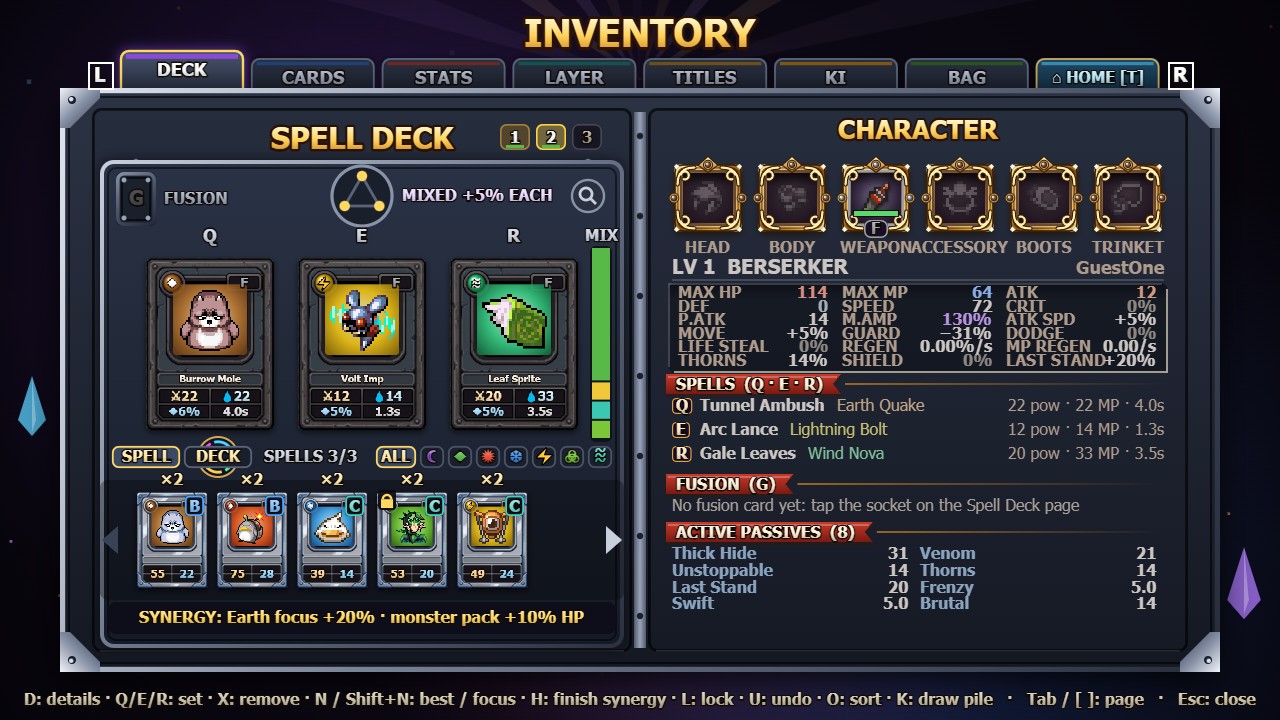 INVENTORY
L DECK CARDS STATS LAYER TITLES KI BAG ⌂ HOME [T] R
SPELL DECK 1 2 3
G FUSION MIXED +5% EACH
Q E R MIX
F F F
Burrow Mole Volt Imp Leaf Sprite
22 22 12 14 20 33
6% 4.0s 5% 1.3s 5% 3.5s
SPELL DECK SPELLS 3/3 ALL
×2 ×2 ×2 ×2 ×2
B B C C C
55 22 75 28 39 14 53 20 49 24
SYNERGY: Earth focus +20% · monster pack +10% HP
CHARACTER
F
HEAD BODY WEAPON ACCESSORY BOOTS TRINKET
LV 1 BERSERKER GuestOne
MAX HP 114 MAX MP 64 ATK 12
DEF 0 SPEED 72 CRIT 0%
P.ATK 14 M.AMP 130% ATK SPD +5%
MOVE +5% GUARD −31% DODGE 0%
LIFE STEAL 0% REGEN 0.00%/s MP REGEN 0.00/s
THORNS 14% SHIELD 0% LAST STAND +20%
SPELLS (Q · E · R)
Q Tunnel Ambush Earth Quake 22 pow · 22 MP · 4.0s
E Arc Lance Lightning Bolt 12 pow · 14 MP · 1.3s
R Gale Leaves Wind Nova 20 pow · 33 MP · 3.5s
FUSION (G)
No fusion card yet: tap the socket on the Spell Deck page
ACTIVE PASSIVES (8)
Thick Hide 31 Venom 21
Unstoppable 14 Thorns 14
Last Stand 20 Frenzy 5.0
Swift 5.0 Brutal 14
D: details · Q/E/R: set · X: remove · N / Shift+N: best / focus · H: finish synergy · L: lock · U: undo · O: sort · K: draw pile · Tab / [ ]: page · Esc: close